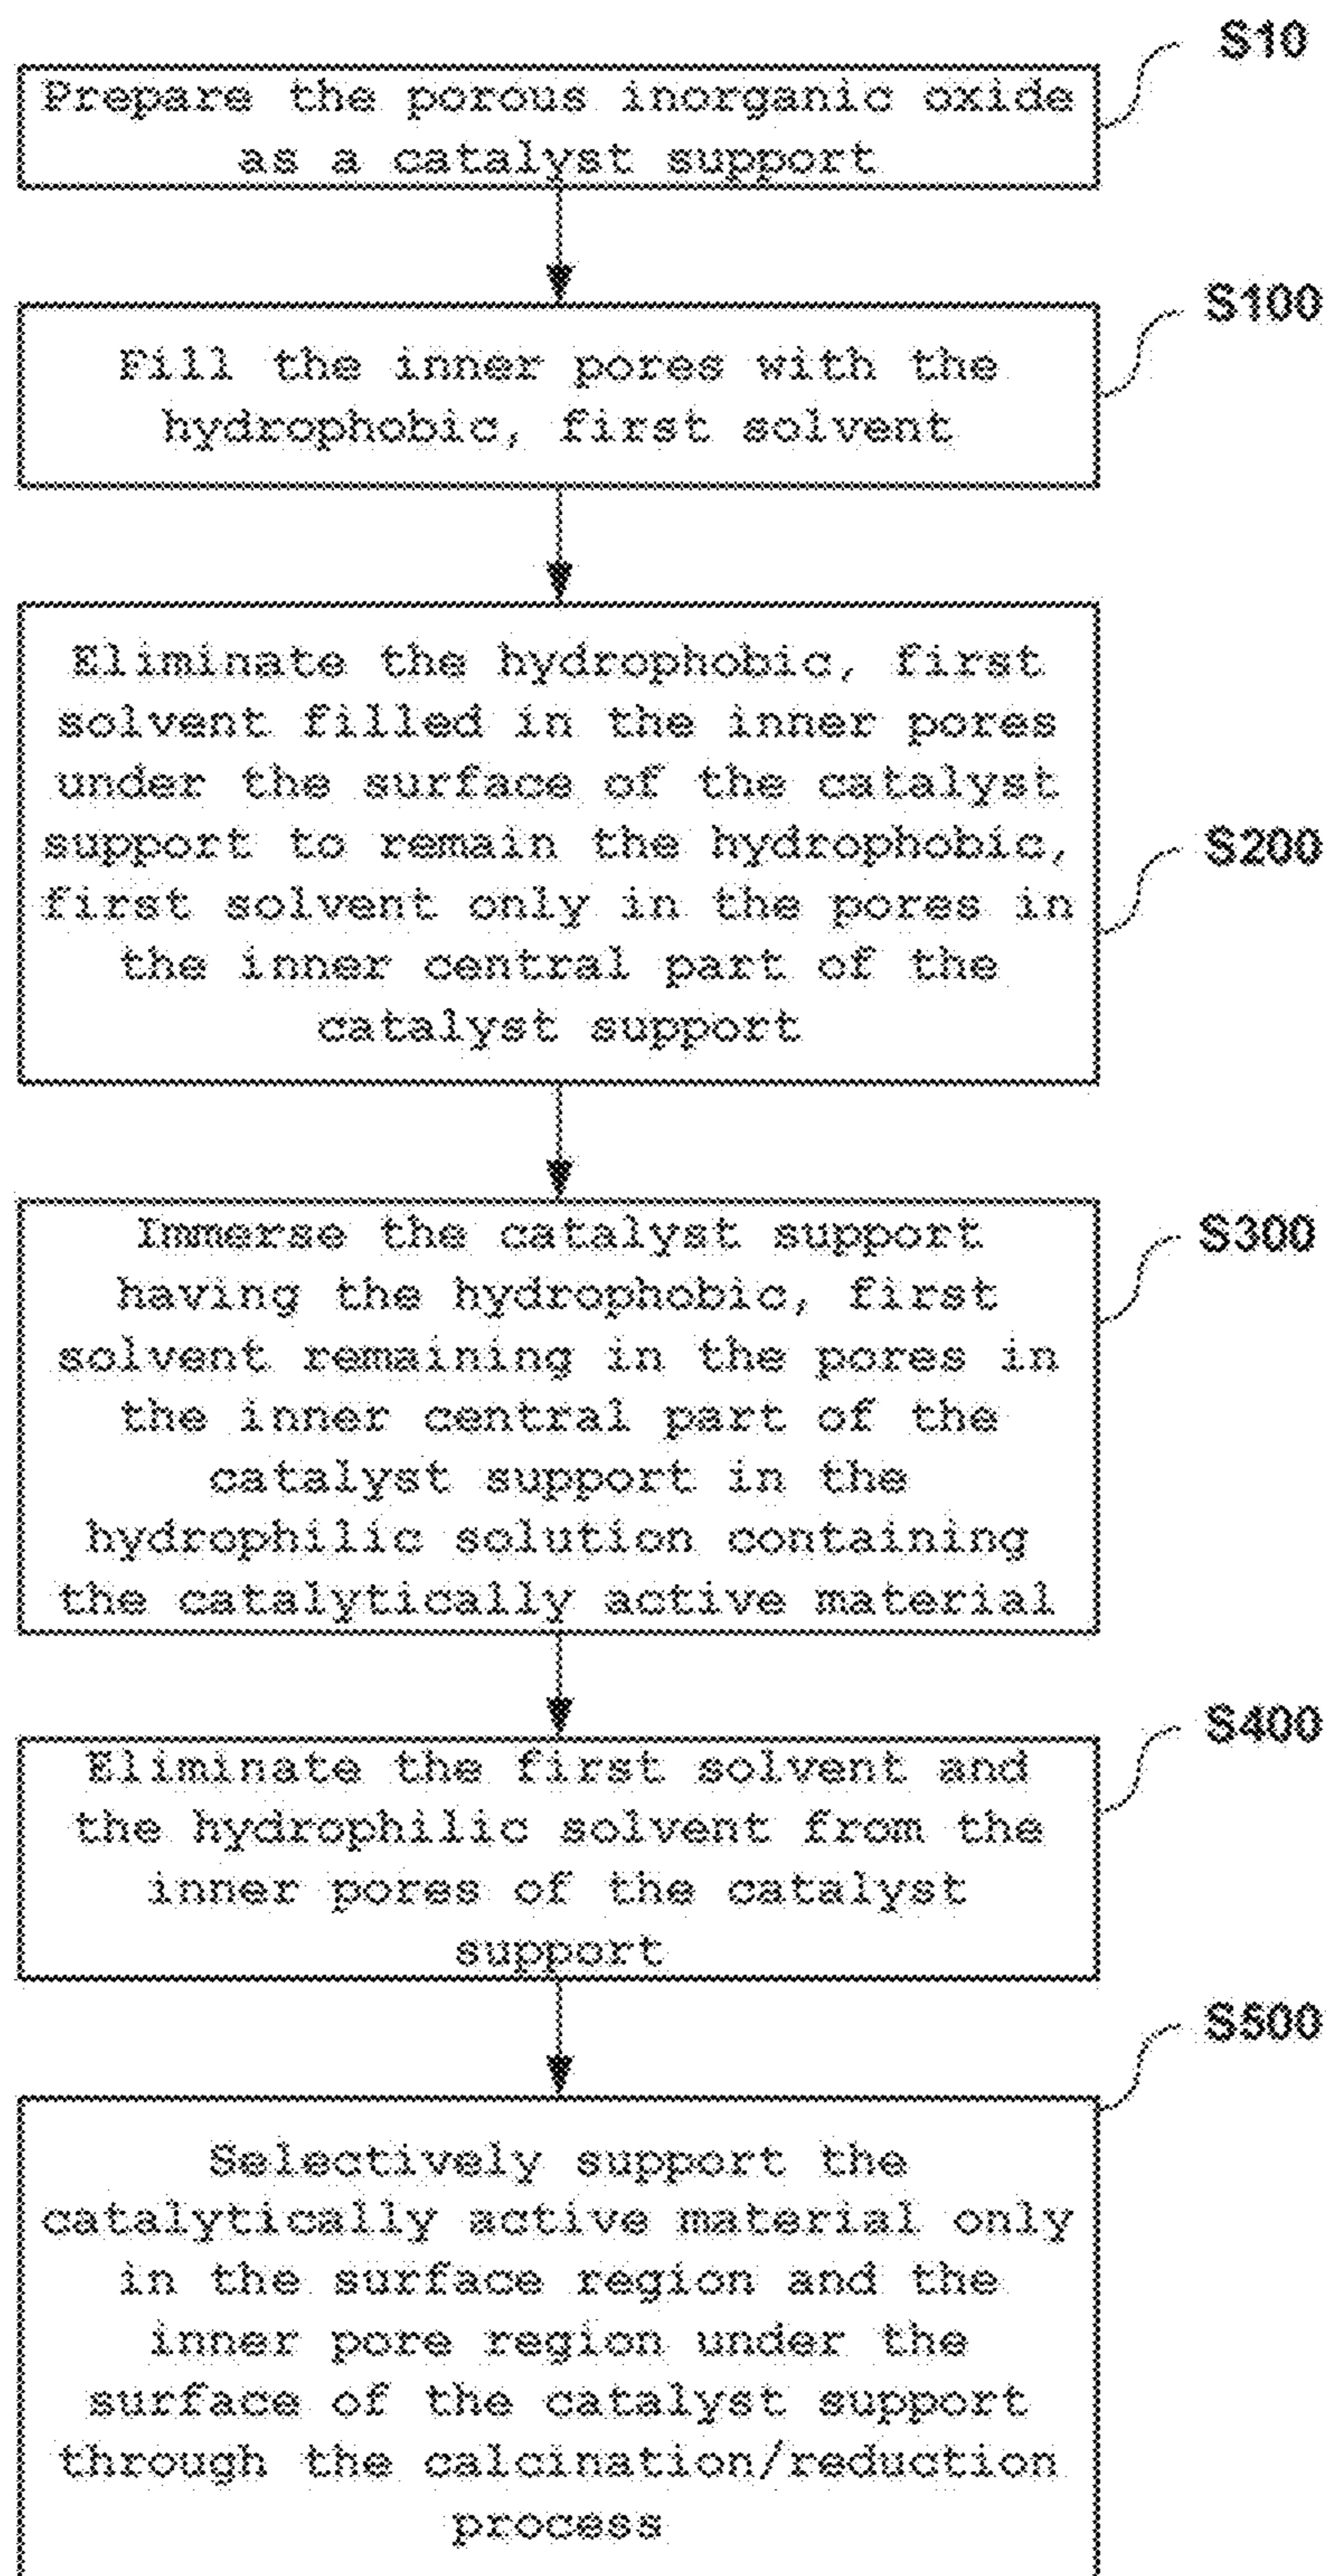 S10
Prepare the porous inorganic oxide
as a catalyst support
S100
Fill the inner pores with the
hydrophobic, first solvent
Eliminate the hydrophobic, first
solvent filled in the inner pores
under the surface of the catalyst
support to remain the hydrophobic,
first solvent only in the pores in
the inner central part of the
catalyst support
S200
Immerse the catalyst support
having the hydrophobic, first
solvent remaining in the pores in
the inner central part of the
catalyst support in the
hydrophilic solution containing
the catalytically active material
S300
Eliminate the first solvent and
the hydrophilic solvent from the
inner pores of the catalyst
support
S400
S500
Selectively support the
catalytically active material only
in the surface region and the
inner pore region under the
surface of the catalyst support
through the calcination/reduction
process